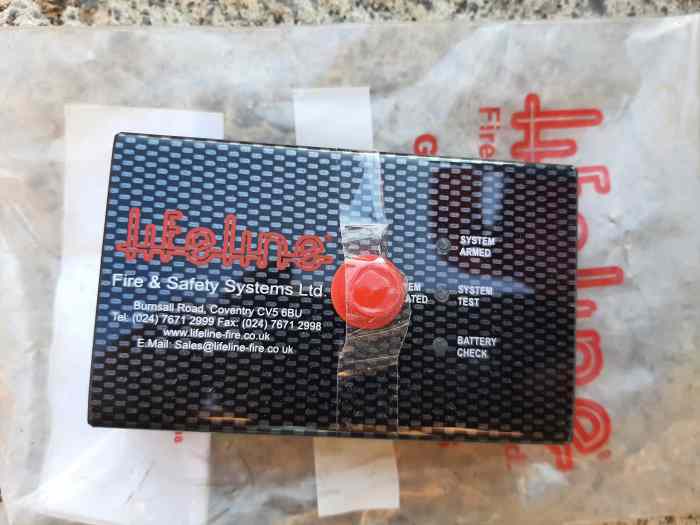 lifeline
Fire & Safety Systems Ltd.
Burnsall Road, Coventry CV5 6BU
Tel: (024) 7671 2999 Fax: (024) 7671 2998
www.lifeline-fire.co.uk
E.Mail: Sales@lifeline-fire.co.uk
SYSTEM
ARMED
SYSTEM
TEST
BATTERY
CHECK
lifeline
Fire